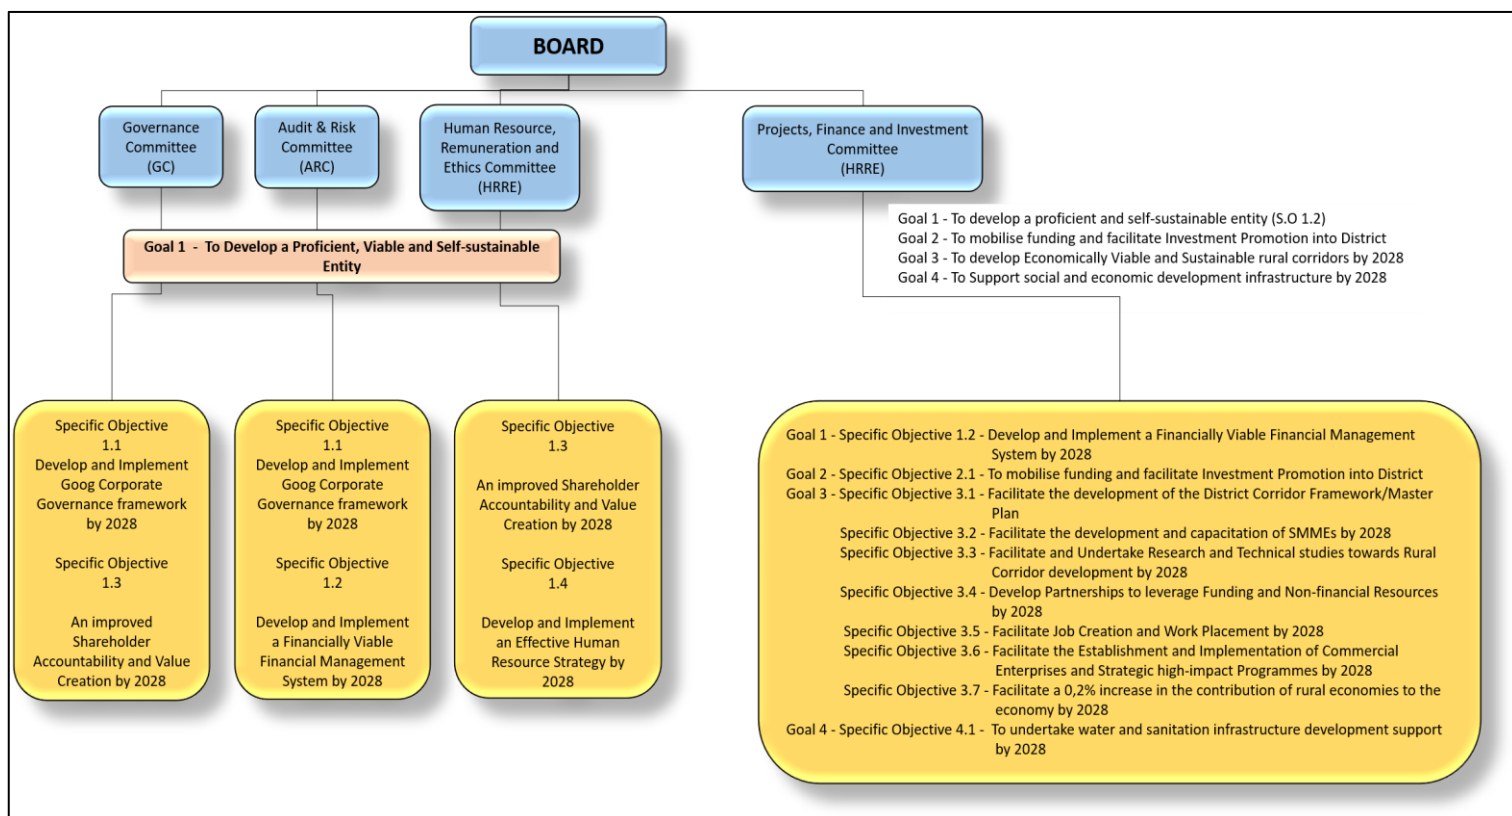 BOARD
Governance
Committee
(GC)
Audit & Risk
Committee
(ARC)
Human Resource,
Remuneration and
Ethics Committee
(HRRE)
Projects, Finance and Investment
Committee
(HRRE)
Goal 1 - To develop a proficient and self-sustainable entity (S.O 1.2)
Goal 2 - To mobilise funding and facilitate Investment Promotion into District
Goal 3 - To develop Economically Viable and Sustainable rural corridors by 2028
Goal 4 - To Support social and economic development infrastructure by 2028
Goal 1 - To Develop a Proficient, Viable and Self-sustainable
Entity
Specific Objective
1.1
Develop and Implement
Goog Corporate
Governance framework
by 2028
Specific Objective
1.3
An improved
Shareholder
Accountability and Value
Creation by 2028
Specific Objective
1.1
Develop and Implement
Goog Corporate
Governance framework
by 2028
Specific Objective
1.2
Develop and Implement
a Financially Viable
Financial Management
System by 2028
Specific Objective
1.3
An improved Shareholder
Accountability and Value
Creation by 2028
Specific Objective
1.4
Develop and Implement
an Effective Human
Resource Strategy by
2028
Goal 1 - Specific Objective 1.2 - Develop and Implement a Financially Viable Financial Management
System by 2028
Goal 2 - Specific Objective 2.1 - To mobilise funding and facilitate Investment Promotion into District
Goal 3 - Specific Objective 3.1 - Facilitate the development of the District Corridor Framework/Master
Plan
Specific Objective 3.2 - Facilitate the development and capacitation of SMMEs by 2028
Specific Objective 3.3 - Facilitate and Undertake Research and Technical studies towards Rural
Corridor development by 2028
Specific Objective 3.4 - Develop Partnerships to leverage Funding and Non-financial Resources
by 2028
Specific Objective 3.5 - Facilitate Job Creation and Work Placement by 2028
Specific Objective 3.6 - Facilitate the Establishment and Implementation of Commercial
Enterprises and Strategic high-impact Programmes by 2028
Specific Objective 3.7 - Facilitate a 0,2% increase in the contribution of rural economies to the
economy by 2028
Goal 4 - Specific Objective 4.1 - To undertake water and sanitation infrastructure development support
by 2028